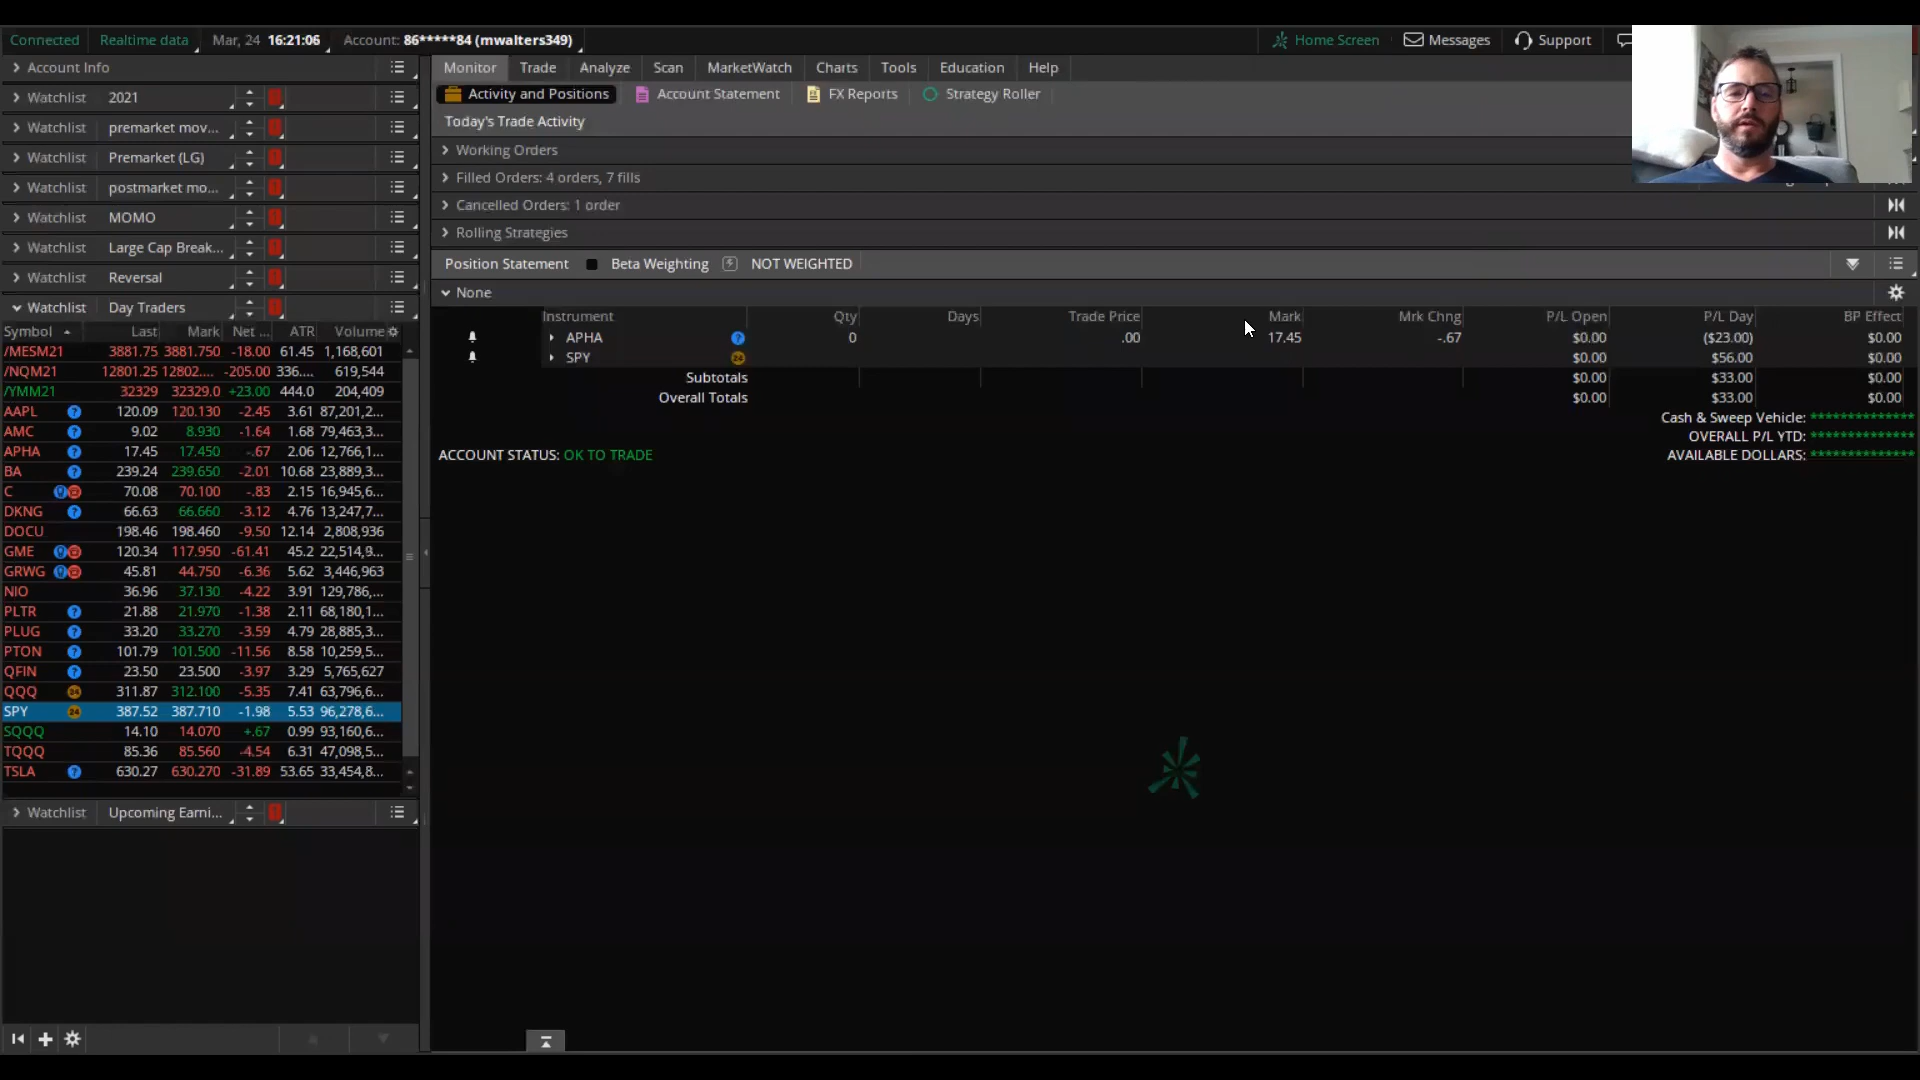 Connected Realtime data Mar, 24 16:21:06 Account: 86*****84 (mwalters349) Home Screen Messages Support
Account Info
Watchlist 2021
Watchlist premarket mov...
Watchlist Premarket (LG)
Watchlist postmarket mo...
Watchlist MOMO
Watchlist Large Cap Break...
Watchlist Reversal
Watchlist Day Traders
Symbol Last Mark Net ... ATR Volume
/MESM21 3881.75 3881.750 -18.00 61.45 1,168,601
/NQM21 12801.25 12802.... -205.00 336.... 619,544
/YMM21 32329 32329.0 +23.00 444.0 204,409
AAPL 120.09 120.130 -2.45 3.61 87,201,2...
AMC 9.02 8.930 -1.64 1.68 79,463,3...
APHA 17.45 17.450 -.67 2.06 12,766,1...
BA 239.24 239.650 -2.01 10.68 23,889,3...
C 70.08 70.100 -.83 2.15 16,945,6...
DKNG 66.63 66.660 -3.12 4.76 13,247,7...
DOCU 198.46 198.460 -9.50 12.14 2,808,936
GME 120.34 117.950 -61.41 45.2 22,514,9...
GRWG 45.81 44.750 -6.36 5.62 3,446,963
NIO 36.96 37.130 -4.22 3.91 129,786,...
PLTR 21.88 21.970 -1.38 2.11 68,180,1...
PLUG 33.20 33.270 -3.59 4.79 28,885,3...
PTON 101.79 101.500 -11.56 8.58 10,259,5...
QFIN 23.50 23.500 -3.97 3.29 5,765,627
QQQ 311.87 312.100 -5.35 7.41 63,796,6...
SPY 387.52 387.710 -1.98 5.53 96,278,6...
SQQQ 14.10 14.070 +.67 0.99 93,160,6...
TQQQ 85.36 85.560 -4.54 6.31 47,098,5...
TSLA 630.27 630.270 -31.89 53.65 33,454,8...
Watchlist Upcoming Earni...
Monitor Trade Analyze Scan MarketWatch Charts Tools Education Help
Activity and Positions Account Statement FX Reports Strategy Roller
Today's Trade Activity
Working Orders
Filled Orders: 4 orders, 7 fills
Cancelled Orders: 1 order
Rolling Strategies
Position Statement Beta Weighting NOT WEIGHTED
None
Instrument Qty Days Trade Price Mark Mrk Chng P/L Open P/L Day BP Effect
APHA 0 .00 17.45 -.67 $0.00 ($23.00) $0.00
SPY $0.00 $56.00 $0.00
Subtotals $0.00 $33.00 $0.00
Overall Totals $0.00 $33.00 $0.00
Cash & Sweep Vehicle: **************
OVERALL P/L YTD: **************
ACCOUNT STATUS: OK TO TRADE AVAILABLE DOLLARS: **************